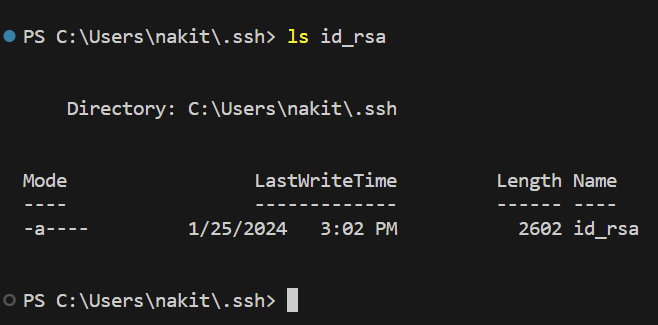 PS C:\Users\nakit\.ssh> ls id_rsa
Directory: C:\Users\nakit\.ssh
Mode                 LastWriteTime         Length Name
----                 -------------         ------ ----
-a----         1/25/2024   3:02 PM           2602 id_rsa
PS C:\Users\nakit\.ssh>